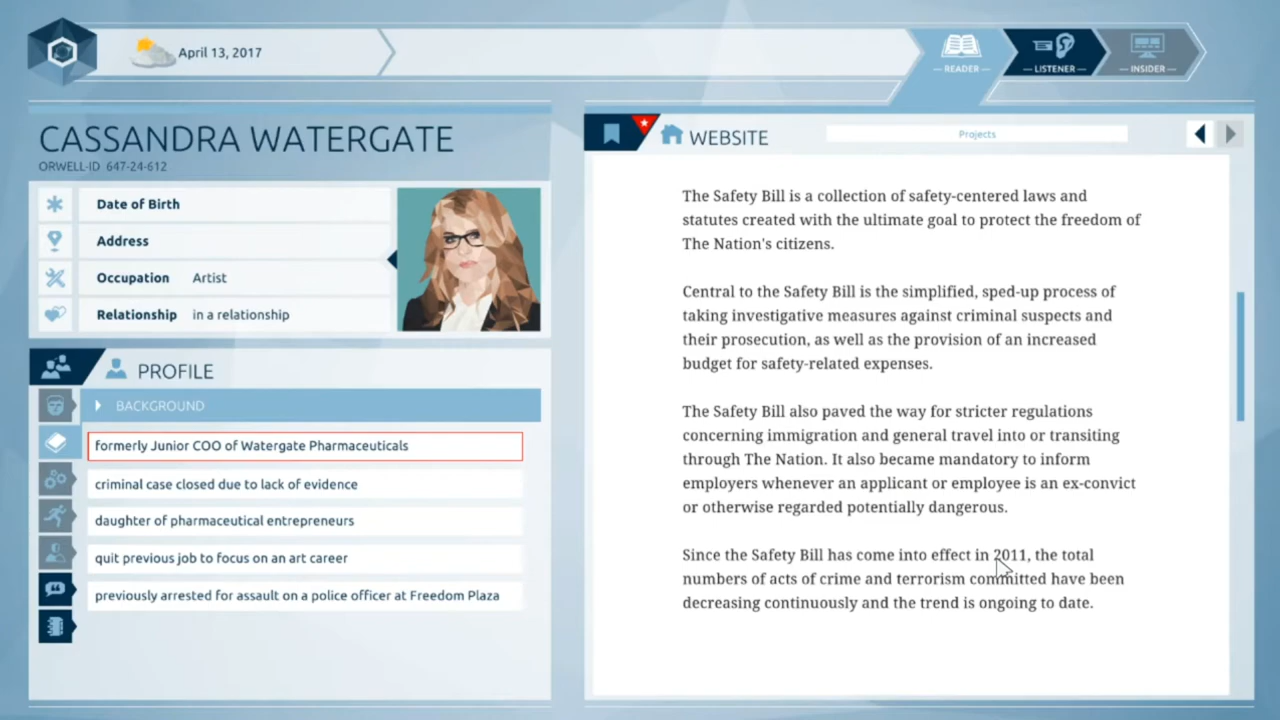 April 13, 2017
— READER —
— LISTENER —
— INSIDER —
CASSANDRA WATERGATE
ORWELL-ID 647-24-612
Date of Birth
Address
Occupation Artist
Relationship in a relationship
PROFILE
BACKGROUND
formerly Junior COO of Watergate Pharmaceuticals
criminal case closed due to lack of evidence
daughter of pharmaceutical entrepreneurs
quit previous job to focus on an art career
previously arrested for assault on a police officer at Freedom Plaza
WEBSITE
Projects
The Safety Bill is a collection of safety-centered laws and
statutes created with the ultimate goal to protect the freedom of
The Nation's citizens.
Central to the Safety Bill is the simplified, sped-up process of
taking investigative measures against criminal suspects and
their prosecution, as well as the provision of an increased
budget for safety-related expenses.
The Safety Bill also paved the way for stricter regulations
concerning immigration and general travel into or transiting
through The Nation. It also became mandatory to inform
employers whenever an applicant or employee is an ex-convict
or otherwise regarded potentially dangerous.
Since the Safety Bill has come into effect in 2011, the total
numbers of acts of crime and terrorism committed have been
decreasing continuously and the trend is ongoing to date.